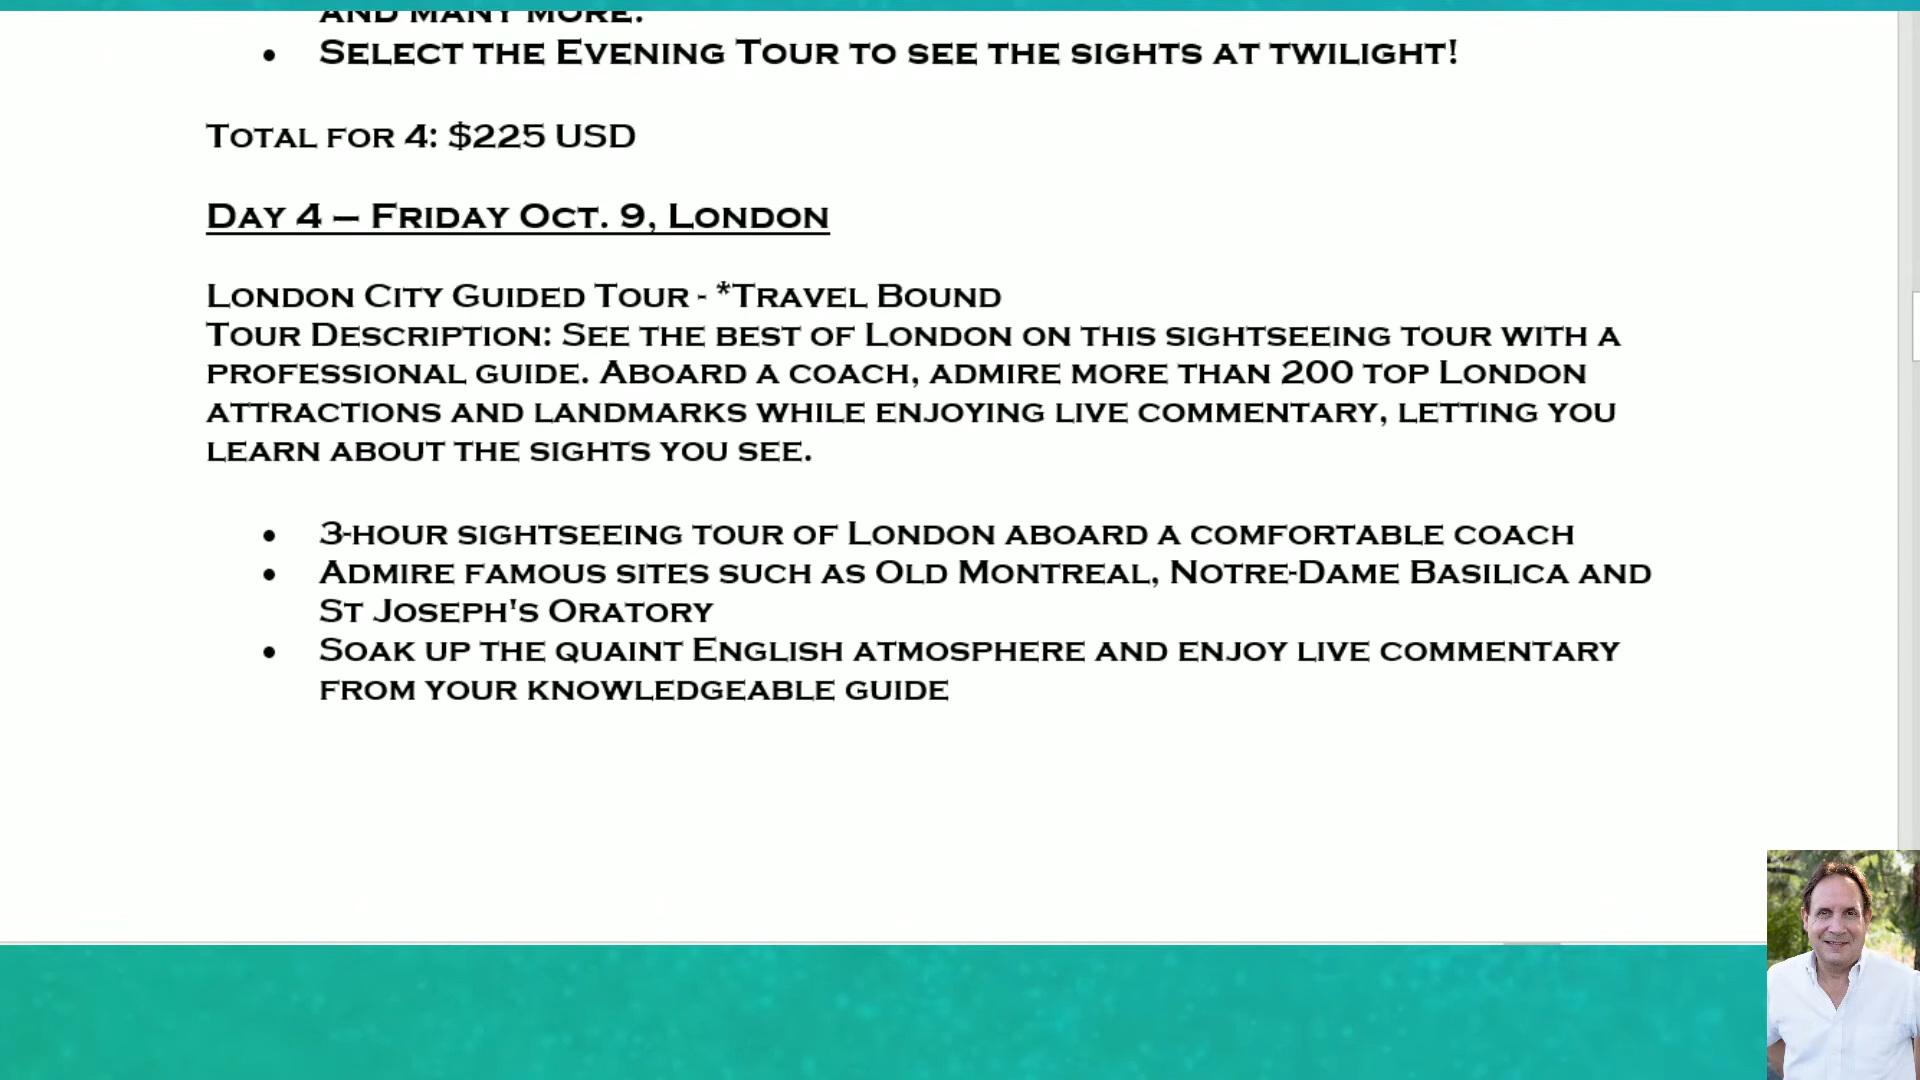 AND MANY MORE.
• SELECT THE EVENING TOUR TO SEE THE SIGHTS AT TWILIGHT!
TOTAL FOR 4: $225 USD
DAY 4 – FRIDAY OCT. 9, LONDON
LONDON CITY GUIDED TOUR - *TRAVEL BOUND
TOUR DESCRIPTION: SEE THE BEST OF LONDON ON THIS SIGHTSEEING TOUR WITH A
PROFESSIONAL GUIDE. ABOARD A COACH, ADMIRE MORE THAN 200 TOP LONDON
ATTRACTIONS AND LANDMARKS WHILE ENJOYING LIVE COMMENTARY, LETTING YOU
LEARN ABOUT THE SIGHTS YOU SEE.
• 3-HOUR SIGHTSEEING TOUR OF LONDON ABOARD A COMFORTABLE COACH
• ADMIRE FAMOUS SITES SUCH AS OLD MONTREAL, NOTRE-DAME BASILICA AND
ST JOSEPH'S ORATORY
• SOAK UP THE QUAINT ENGLISH ATMOSPHERE AND ENJOY LIVE COMMENTARY
FROM YOUR KNOWLEDGEABLE GUIDE